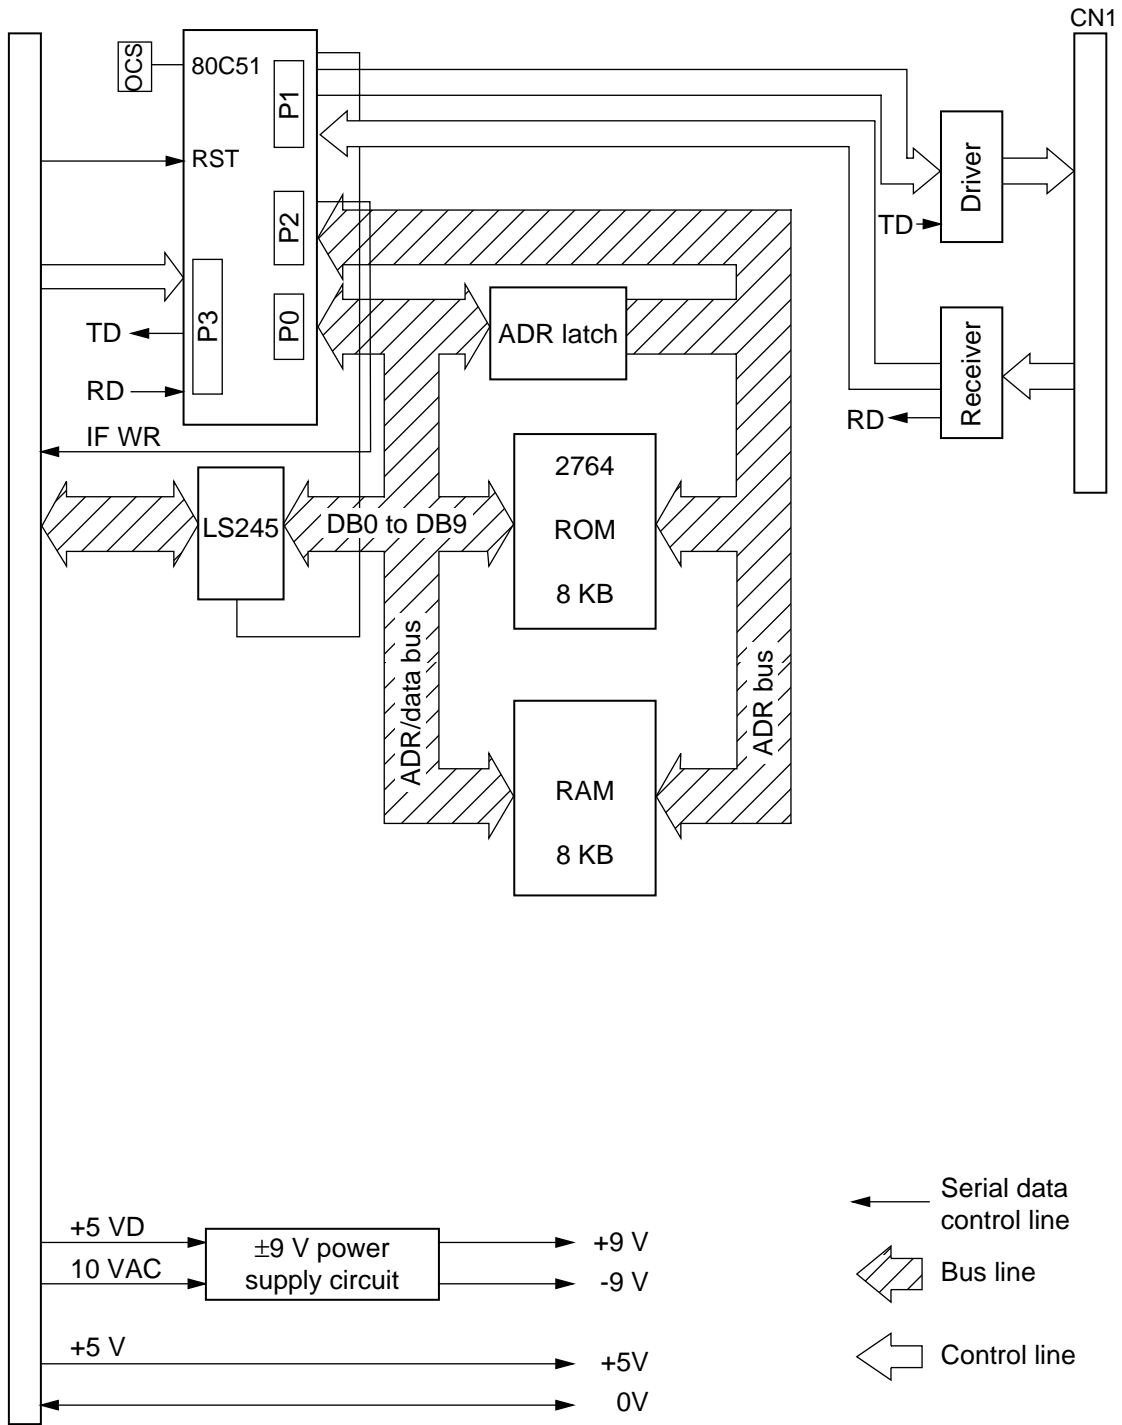 CN1
OCS
80C51
P1
RST
P2
Driver
TD
P3
P0
ADR latch
TD
RD
Receiver
RD
IF WR
2764
ROM
8 KB
LS245
DB0 to DB9
ADR/data bus
ADR bus
RAM
8 KB
Serial data
control line
+5 VD
±9 V power
supply circuit
+9 V
10 VAC
-9 V
Bus line
+5 V
+5V
Control line
0V